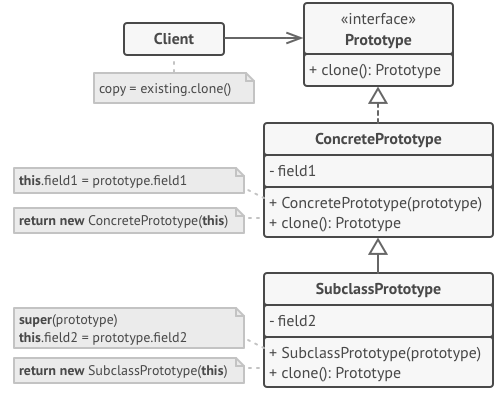 «interface»
Client
Prototype
+ clone(): Prototype
copy = existing.clone()
ConcretePrototype
- field1
this.field1 = prototype.field1
+ ConcretePrototype(prototype)
return new ConcretePrototype(this)
+ clone(): Prototype
SubclassPrototype
- field2
super(prototype)
this.field2 = prototype.field2
+ SubclassPrototype(prototype)
return new SubclassPrototype(this)
+ clone(): Prototype